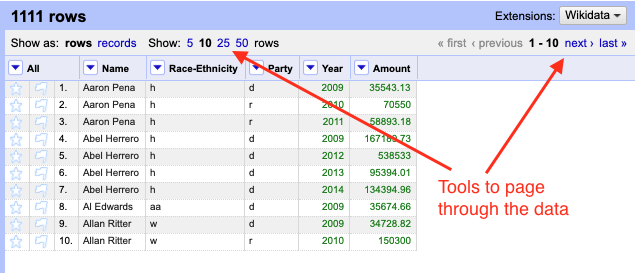 1111 rows Extensions: Wikidata
Show as: rows records Show: 5 10 25 50 rows « first ‹ previous 1 - 10 next › last »
All Name Race-Ethnicity Party Year Amount
1. Aaron Pena h d 2009 35543.13
2. Aaron Pena h r 2010 70550
3. Aaron Pena h r 2011 58893.18
4. Abel Herrero h d 2009 .73
5. Abel Herrero h d 2012 538533
6. Abel Herrero h d 2013 95394.01
7. Abel Herrero h d 2014 134394.96
8. Al Edwards aa d 2009 35674.66
9. Allan Ritter w d 2009 34728.82
10. Allan Ritter w r 2010 150300
Tools to page
through the data